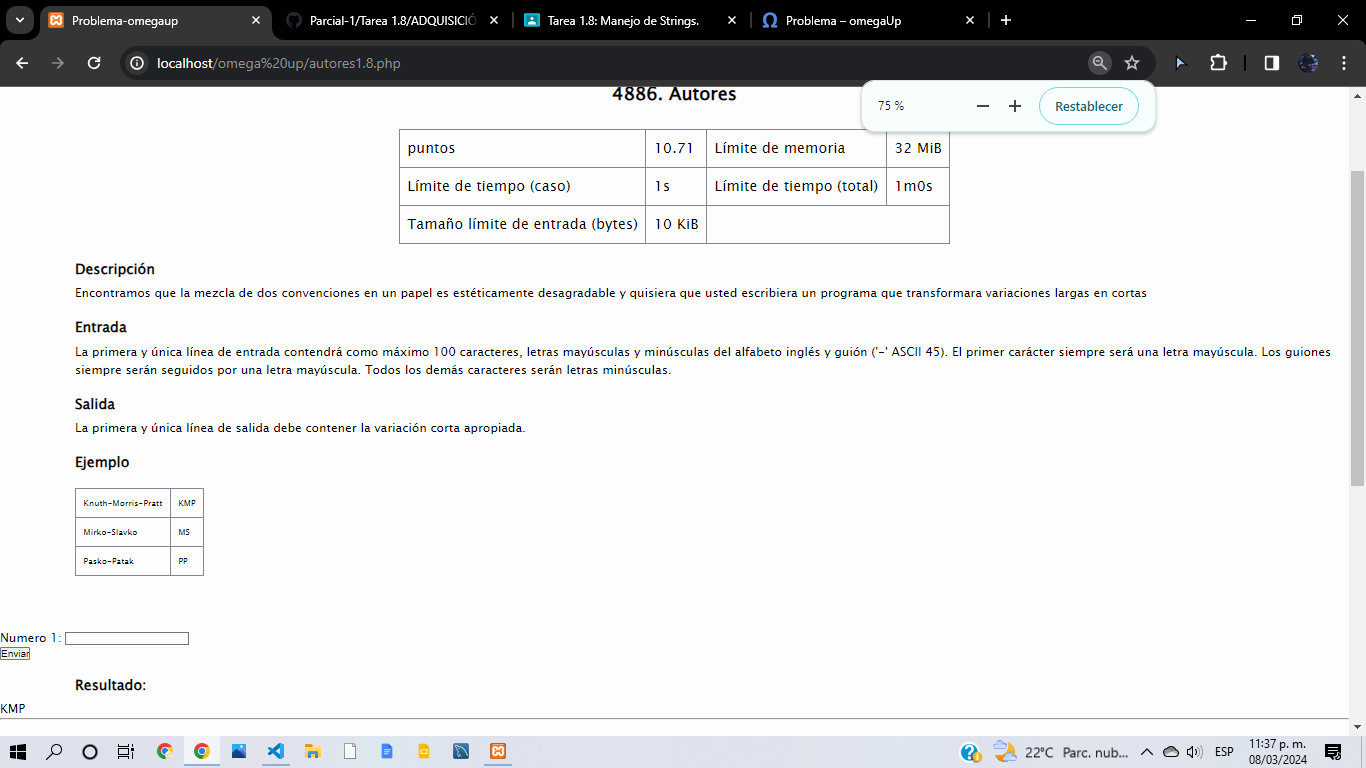 Problema-omegaup
Parcial-1/Tarea 1.8/ADQUISICIÓ
Tarea 1.8: Manejo de Strings.
Problema – omegaUp
localhost/omega%20up/autores1.8.php
75 %
Restablecer
4886. Autores
puntos 10.71 Límite de memoria 32 MiB
Límite de tiempo (caso) 1s Límite de tiempo (total) 1m0s
Tamaño límite de entrada (bytes) 10 KiB
Descripción
Encontramos que la mezcla de dos convenciones en un papel es estéticamente desagradable y quisiera que usted escribiera un programa que transformara variaciones largas en cortas
Entrada
La primera y única línea de entrada contendrá como máximo 100 caracteres, letras mayúsculas y minúsculas del alfabeto inglés y guión ('-' ASCII 45). El primer carácter siempre será una letra mayúscula. Los guiones
siempre serán seguidos por una letra mayúscula. Todos los demás caracteres serán letras minúsculas.
Salida
La primera y única línea de salida debe contener la variación corta apropiada.
Ejemplo
Knuth-Morris-Pratt KMP
Mirko-Slavko MS
Pasko-Patak PP
Numero 1:
Enviar
Resultado:
KMP
22°C Parc. nub...
ESP
11:37 p. m.
08/03/2024